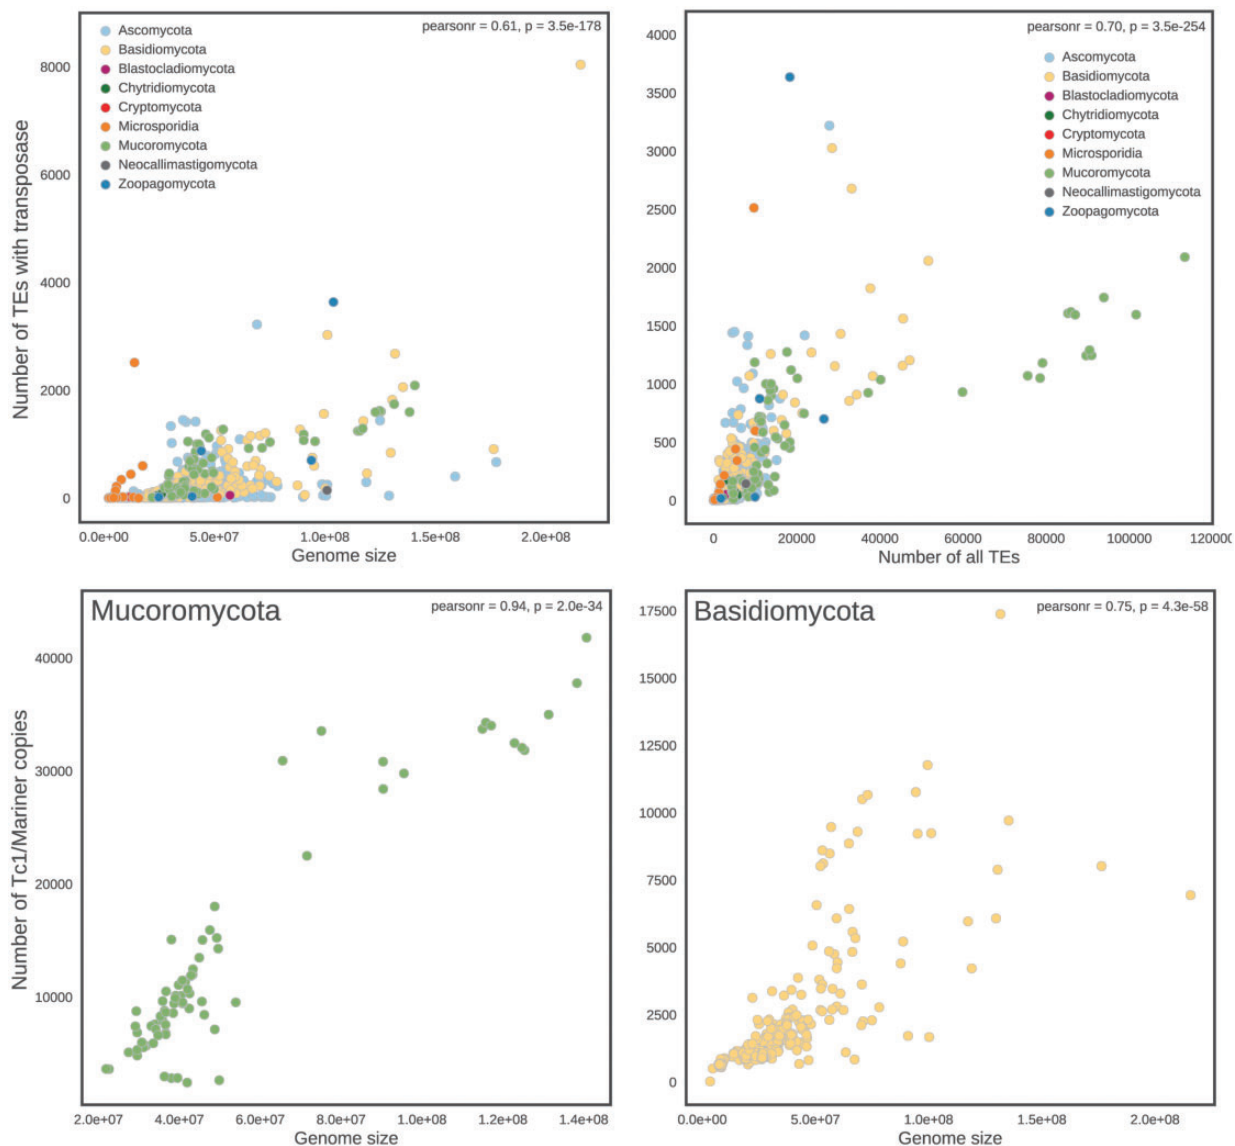 pearsonr = 0.61, p = 3.5e-178
Ascomycota
Basidiomycota
Blastocladiomycota
Chytridiomycota
Cryptomycota
Microsporidia
Mucoromycota
Neocallimastigomycota
Zoopagomycota
Number of TEs with transposase
8000
6000
4000
2000
0
0.0e+00 5.0e+07 1.0e+08 1.5e+08 2.0e+08
Genome size
pearsonr = 0.70, p = 3.5e-254
Ascomycota
Basidiomycota
Blastocladiomycota
Chytridiomycota
Cryptomycota
Microsporidia
Mucoromycota
Neocallimastigomycota
Zoopagomycota
4000
3500
3000
2500
2000
1500
1000
500
0
0 20000 40000 60000 80000 100000 120000
Number of all TEs
Mucoromycota
pearsonr = 0.94, p = 2.0e-34
Number of Tc1/Mariner copies
40000
30000
20000
10000
2.0e+07 4.0e+07 6.0e+07 8.0e+07 1.0e+08 1.2e+08 1.4e+08
Genome size
Basidiomycota
pearsonr = 0.75, p = 4.3e-58
17500
15000
12500
10000
7500
5000
2500
0
0.0e+00 5.0e+07 1.0e+08 1.5e+08 2.0e+08
Genome size